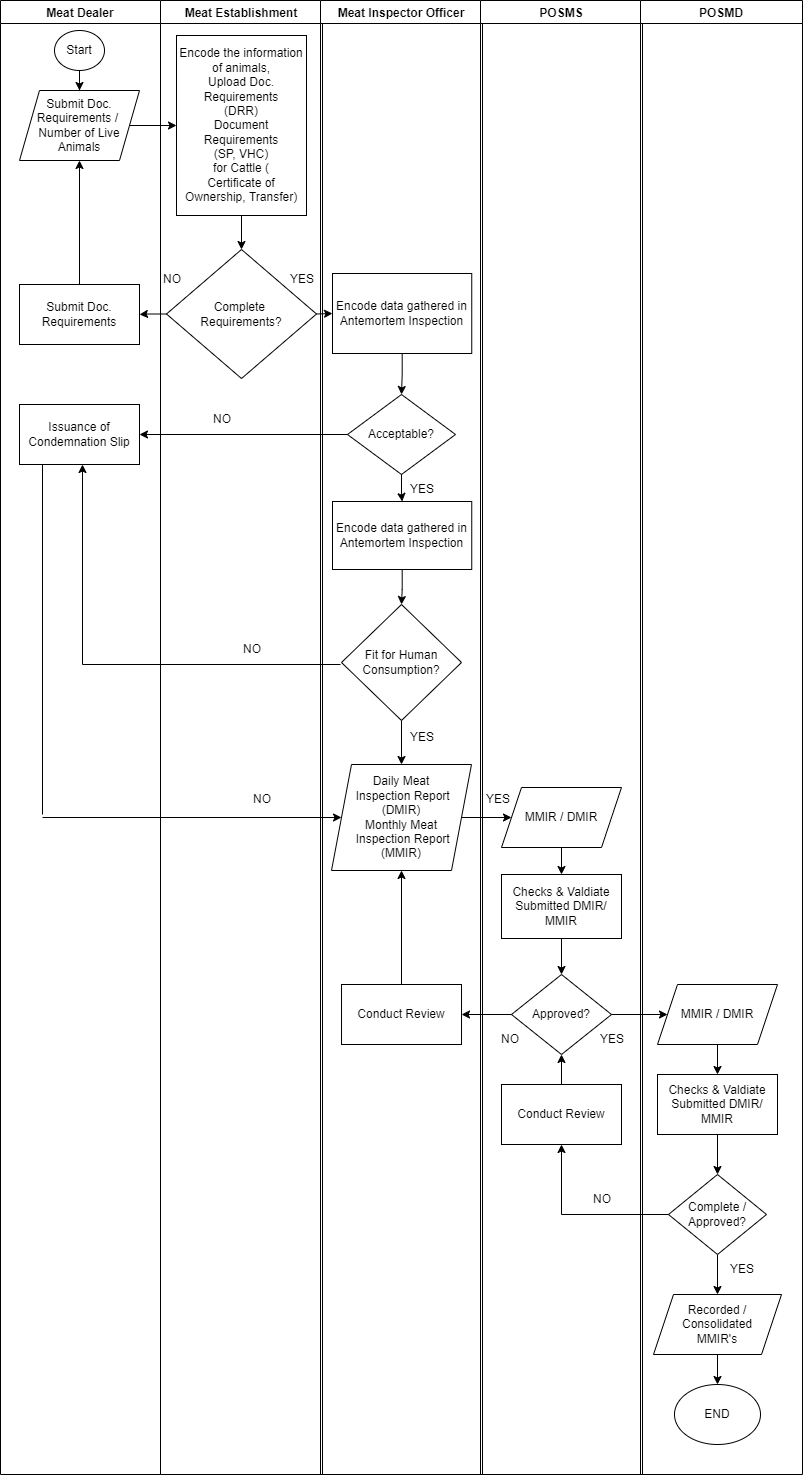 Meat Dealer
Meat Establishment
Meat Inspector Officer
POSMS
POSMD
Start
Submit Doc.
Requirements /
Number of Live
Animals
Encode the information
of animals,
Upload Doc.
Requirements
(DRR)
Document
Requirements
(SP, VHC)
for Cattle (
Certificate of
Ownership, Transfer)
NO
YES
Submit Doc.
Requirements
Complete
Requirements?
Encode data gathered in
Antemortem Inspection
Issuance of
Condemnation Slip
NO
Acceptable?
YES
Encode data gathered in
Antemortem Inspection
NO
Fit for Human
Consumption?
YES
NO
Daily Meat
Inspection Report
(DMIR)
Monthly Meat
Inspection Report
(MMIR)
YES
MMIR / DMIR
Checks & Valdiate
Submitted DMIR/
MMIR
Conduct Review
Approved?
NO
YES
MMIR / DMIR
Conduct Review
Checks & Valdiate
Submitted DMIR/
MMIR
NO
Complete /
Approved?
YES
Recorded /
Consolidated
MMIR's
END